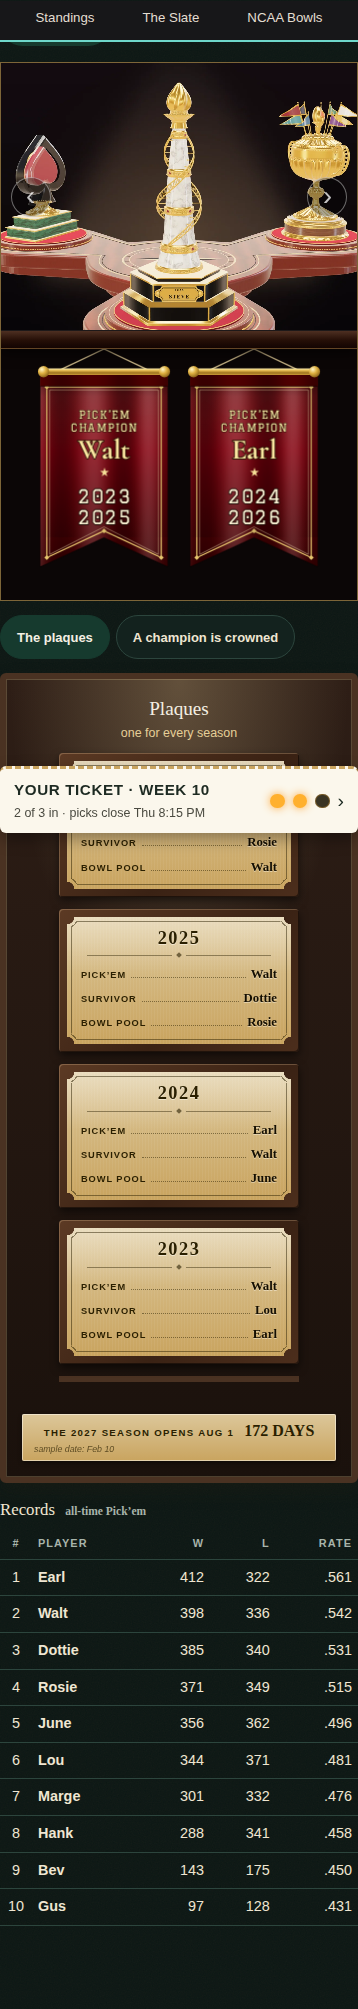 Standings The Slate NCAA Bowls
PICK'EM CHAMPION
Walt
★
2023
2025
PICK'EM CHAMPION
Earl
★
2024
2026
The plaques A champion is crowned
Plaques
one for every season
YOUR TICKET · WEEK 10
2 of 3 in · picks close Thu 8:15 PM
SURVIVOR Rosie
BOWL POOL Walt
2025
PICK'EM Walt
SURVIVOR Dottie
BOWL POOL Rosie
2024
PICK'EM Earl
SURVIVOR Walt
BOWL POOL June
2023
PICK'EM Walt
SURVIVOR Lou
BOWL POOL Earl
THE 2027 SEASON OPENS AUG 1 172 DAYS
sample date: Feb 10
Records all-time Pick'em
# PLAYER W L RATE
1 Earl 412 322 .561
2 Walt 398 336 .542
3 Dottie 385 340 .531
4 Rosie 371 349 .515
5 June 356 362 .496
6 Lou 344 371 .481
7 Marge 301 332 .476
8 Hank 288 341 .458
9 Bev 143 175 .450
10 Gus 97 128 .431